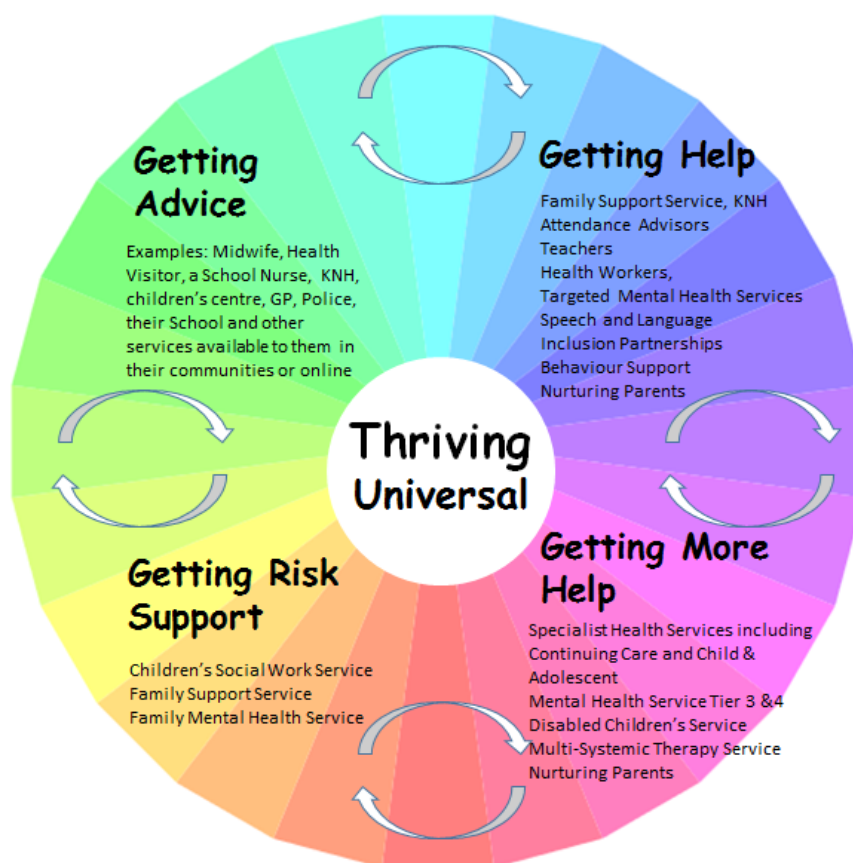 Getting
Advice
Examples: Midwife, Health
Visitor, a School Nurse, KNH,
children's centre, GP, Police,
their School and other
services available to them in
their communities or online
Getting Help
Family Support Service, KNH
Attendance Advisors
Teachers
Health Workers,
Targeted Mental Health Services
Speech and Language
Inclusion Partnerships
Behaviour Support
Nurturing Parents
Thriving
Universal
Getting Risk
Support
Children's Social Work Service
Family Support Service
Family Mental Health Service
Getting More
Help
Specialist Health Services including
Continuing Care and Child &
Adolescent
Mental Health Service Tier 3 &4
Disabled Children's Service
Multi-Systemic Therapy Service
Nurturing Parents